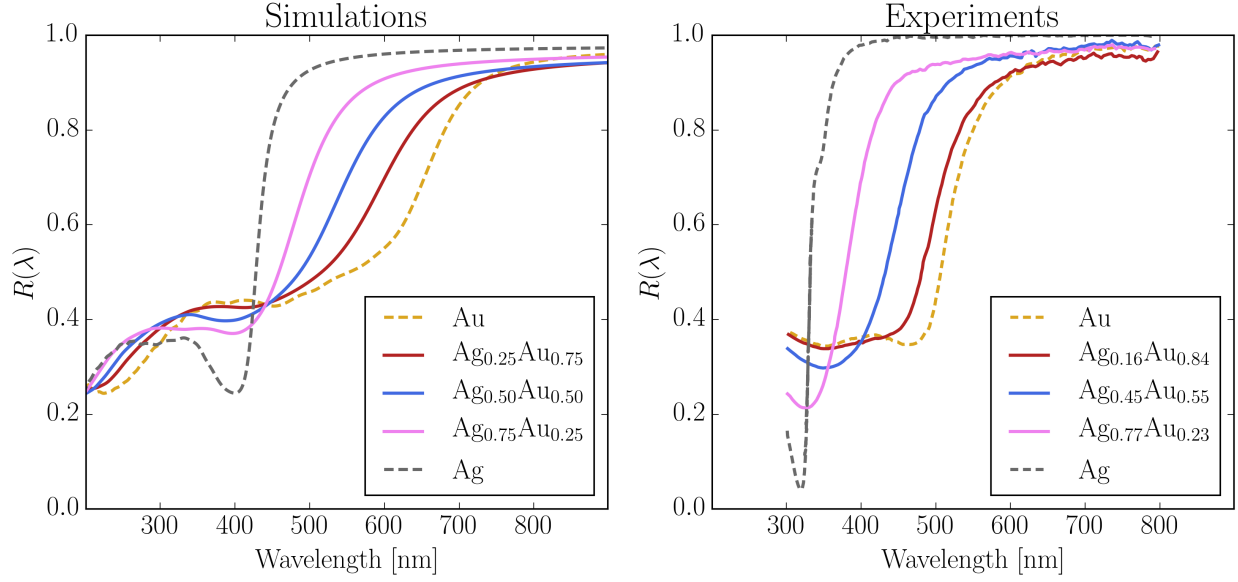 Simulations
1.0
0.8
0.6
0.4
0.2
0.0
R(λ)
300 400 500 600 700 800
Wavelength [nm]
Au
Ag0.25Au0.75
Ag0.50Au0.50
Ag0.75Au0.25
Ag
Experiments
1.0
0.8
0.6
0.4
0.2
0.0
R(λ)
300 400 500 600 700 800
Wavelength [nm]
Au
Ag0.16Au0.84
Ag0.45Au0.55
Ag0.77Au0.23
Ag